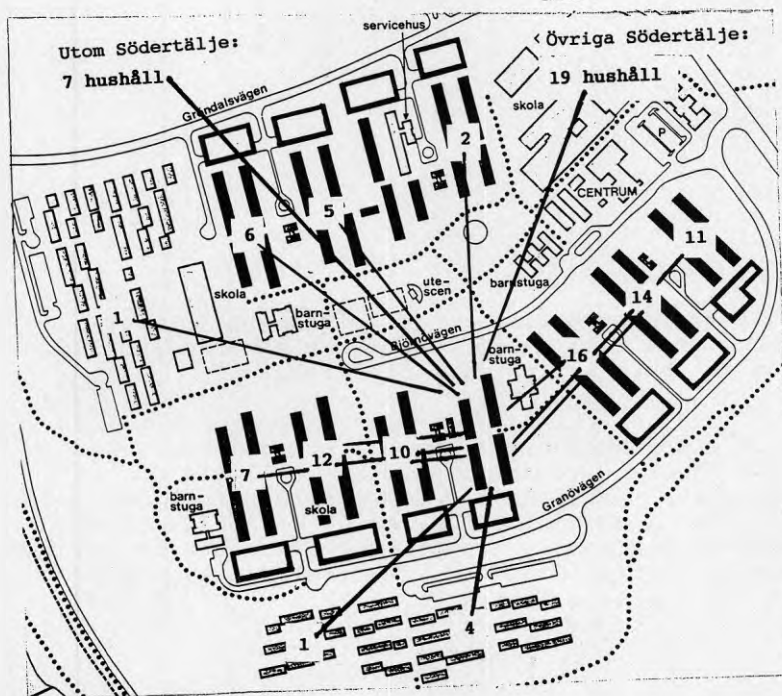 Utom Södertälje:
7 hushåll
servicehus
Övriga Södertälje:
19 hushåll
Grändalsvägen
skola
P
2
CENTRUM
5
6
11
skola
ute-
scen
barnstuga
14
1
barn-
stuga
Björnövägen
barn-
stuga
16
10
12
7
barn-
stuga
skola
Granövägen
1
4